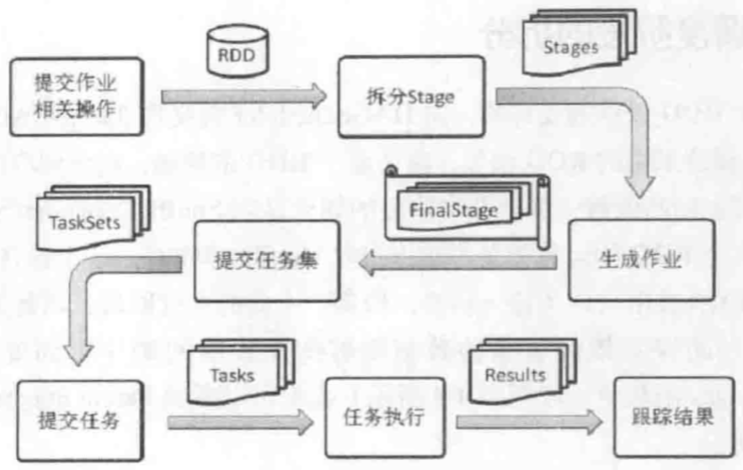 RDD
Stages
提交作业
相关操作
拆分Stage
TaskSets
FinalStage
提交任务集
生成作业
Tasks
Results
提交任务
任务执行
跟踪结果